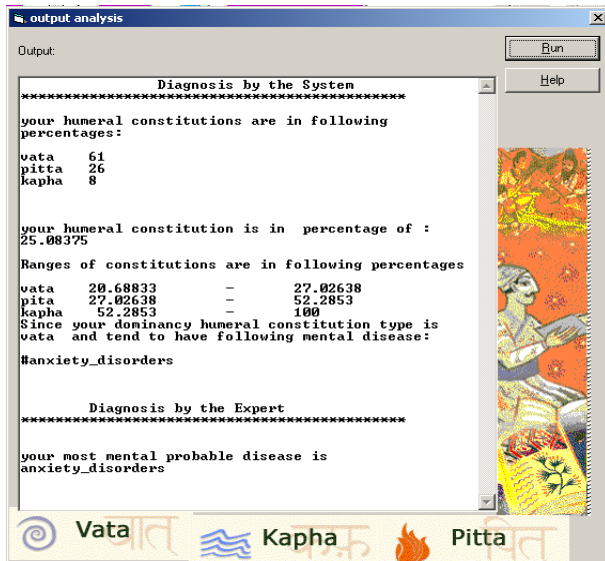 output analysis
Output:
Run
Help
Diagnosis by the System
************************************************
your humeral constitutions are in following
percentages:
vata 61
pitta 26
kapha 8
your humeral constitution is in percentage of :
25.08375
Ranges of constitutions are in following percentages
vata 20.68833 - 27.02638
pita 27.02638 - 52.2853
kapha 52.2853 - 100
Since your dominancy humeral constitution type is
vata and tend to have following mental disease:
#anxiety_disorders
Diagnosis by the Expert
************************************************
your most mental probable disease is
anxiety_disorders
Vata वात Kapha कफ Pitta पित